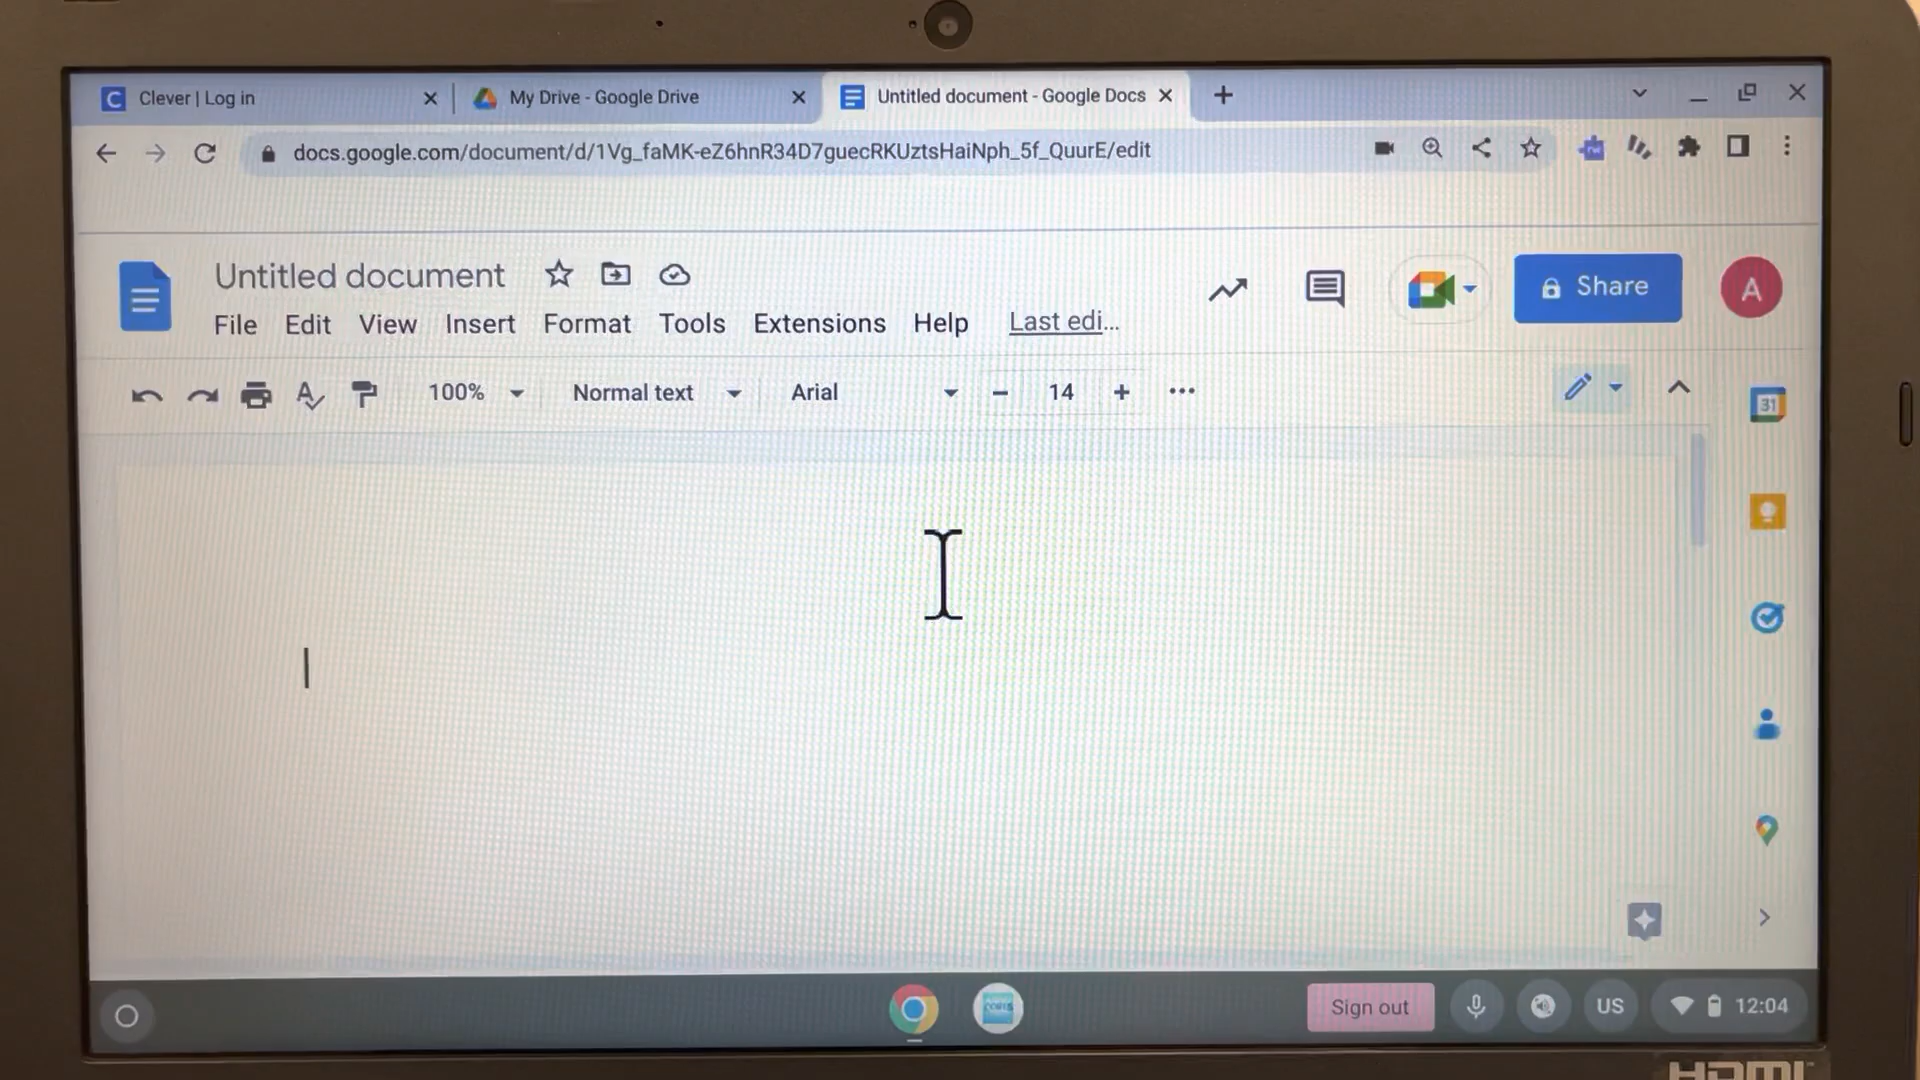 Clever | Log in
My Drive - Google Drive
Untitled document - Google Docs
docs.google.com/document/d/1Vg_faMK-eZ6hnR34D7guecRKUztsHaiNph_5f_QuurE/edit
Untitled document
File Edit View Insert Format Tools Extensions Help Last edi...
Share
A
100% Normal text Arial 14
31
Sign out US 12:04
HDMI